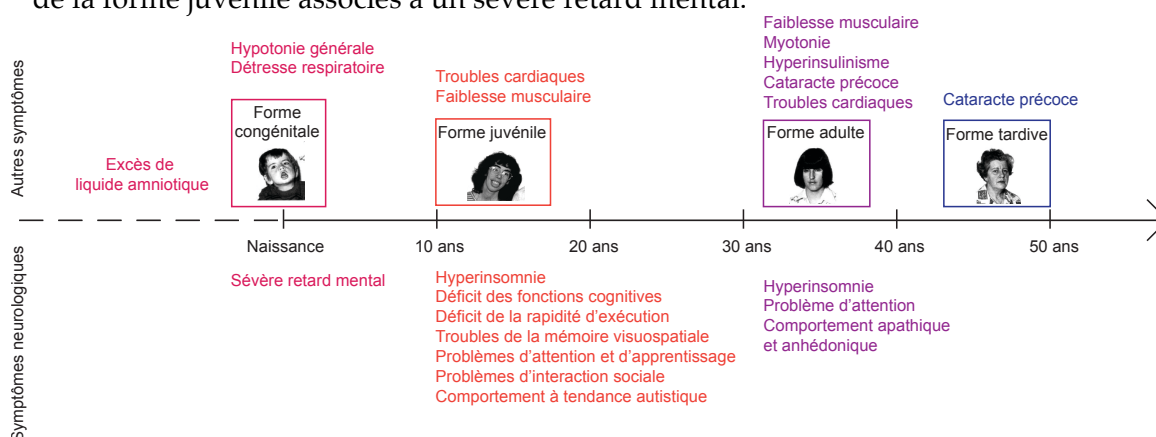 de la forme juvénile associés à un sévère retard mental.
Autres symptômes
Excès de
liquide amniotique
Hypotonie générale
Détresse respiratoire
Forme
congénitale
Troubles cardiaques
Faiblesse musculaire
Forme juvénile
Faiblesse musculaire
Myotonie
Hyperinsulinisme
Cataracte précoce
Troubles cardiaques
Forme adulte
Cataracte précoce
Forme tardive
Naissance
10 ans
20 ans
30 ans
40 ans
50 ans
Symptômes neurologiques
Sévère retard mental
Hyperinsomnie
Déficit des fonctions cognitives
Déficit de la rapidité d'exécution
Troubles de la mémoire visuospatiale
Problèmes d'attention et d'apprentissage
Problèmes d'interaction sociale
Comportement à tendance autistique
Hyperinsomnie
Problème d'attention
Comportement apathique
et anhédonique